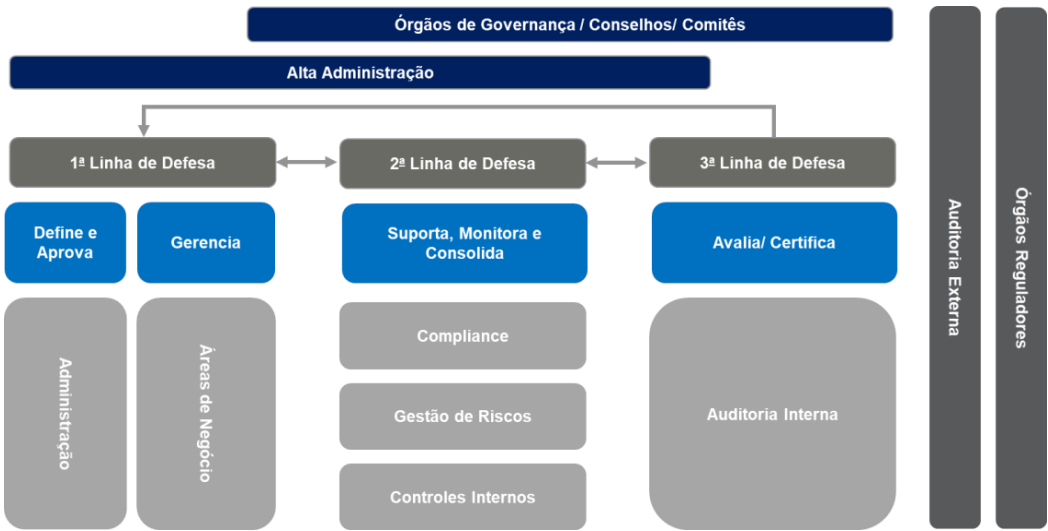 Órgãos de Governança / Conselhos/ Comitês
Alta Administração
1ª Linha de Defesa
2ª Linha de Defesa
3ª Linha de Defesa
Define e
Aprova
Gerencia
Suporta, Monitora e
Consolida
Avalia/ Certifica
Administração
Àreas de Negócio
Compliance
Gestão de Riscos
Controles Internos
Auditoria Interna
Auditoria Externa
Órgãos Reguladores